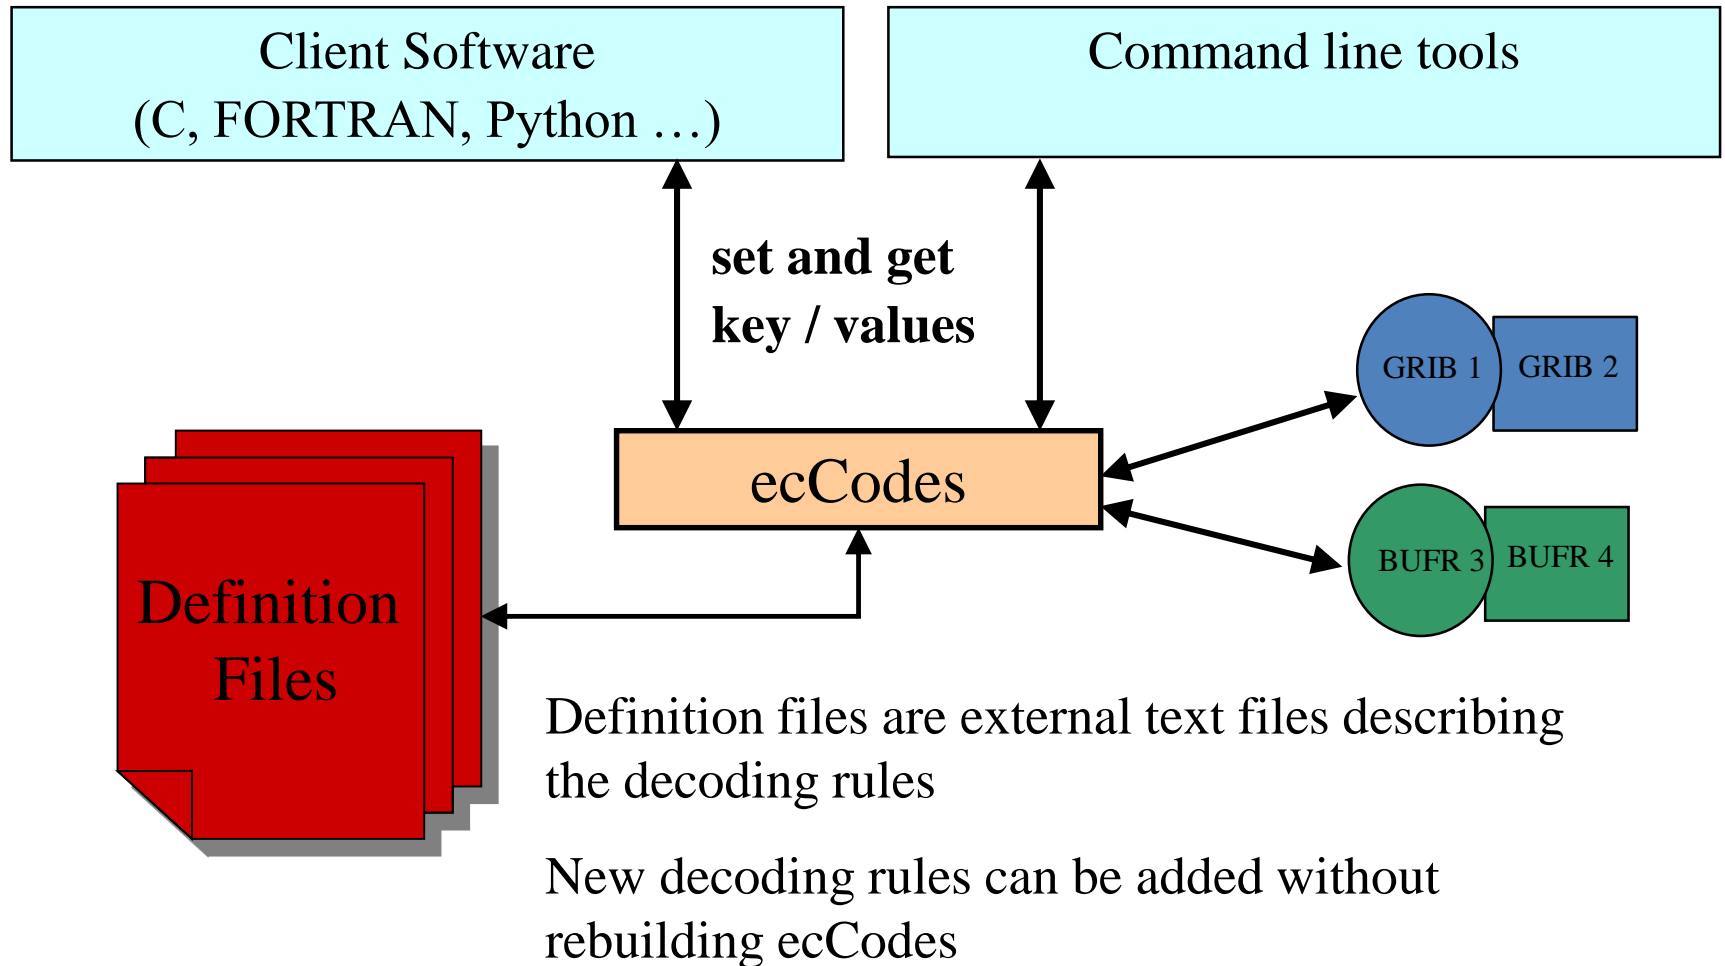 Client Software
(C, FORTRAN, Python …)
Command line tools
set and get
key / values
GRIB 1
GRIB 2
ecCodes
BUFR 3
BUFR 4
Definition
Files
Definition files are external text files describing
the decoding rules
New decoding rules can be added without
rebuilding ecCodes